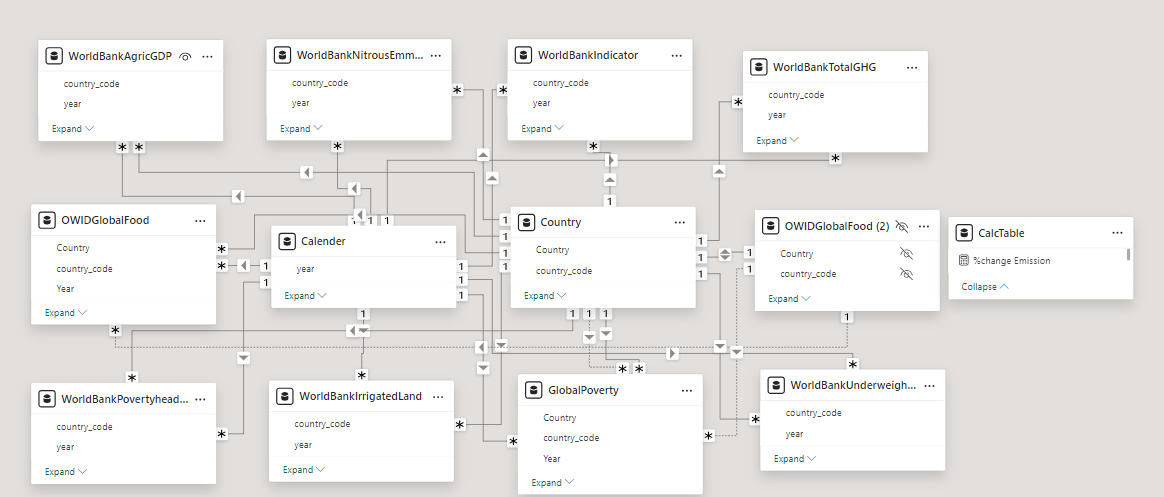 WorldBankAgricGDP
country_code
year
Expand
WorldBankNitrousEmm...
country_code
year
Expand
WorldBankIndicator
country_code
year
Expand
WorldBankTotalGHG
country_code
year
Expand
OWIDGlobalFood
Country
country_code
Year
Expand
Calender
year
Expand
Country
Country
country_code
Expand
OWIDGlobalFood (2)
Country
country_code
Expand
CalcTable
%change Emission
Collapse
WorldBankPovertyhead...
country_code
year
Expand
WorldBankIrrigatedLand
country_code
year
Expand
GlobalPoverty
Country
country_code
Year
Expand
WorldBankUnderweigh...
country_code
year
Expand